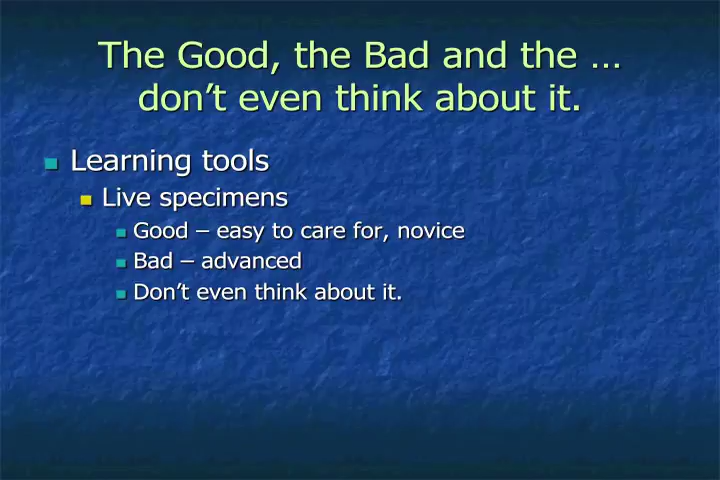 The Good, the Bad and the …
don’t even think about it.
Learning tools
Live specimens
Good – easy to care for, novice
Bad – advanced
Don’t even think about it.